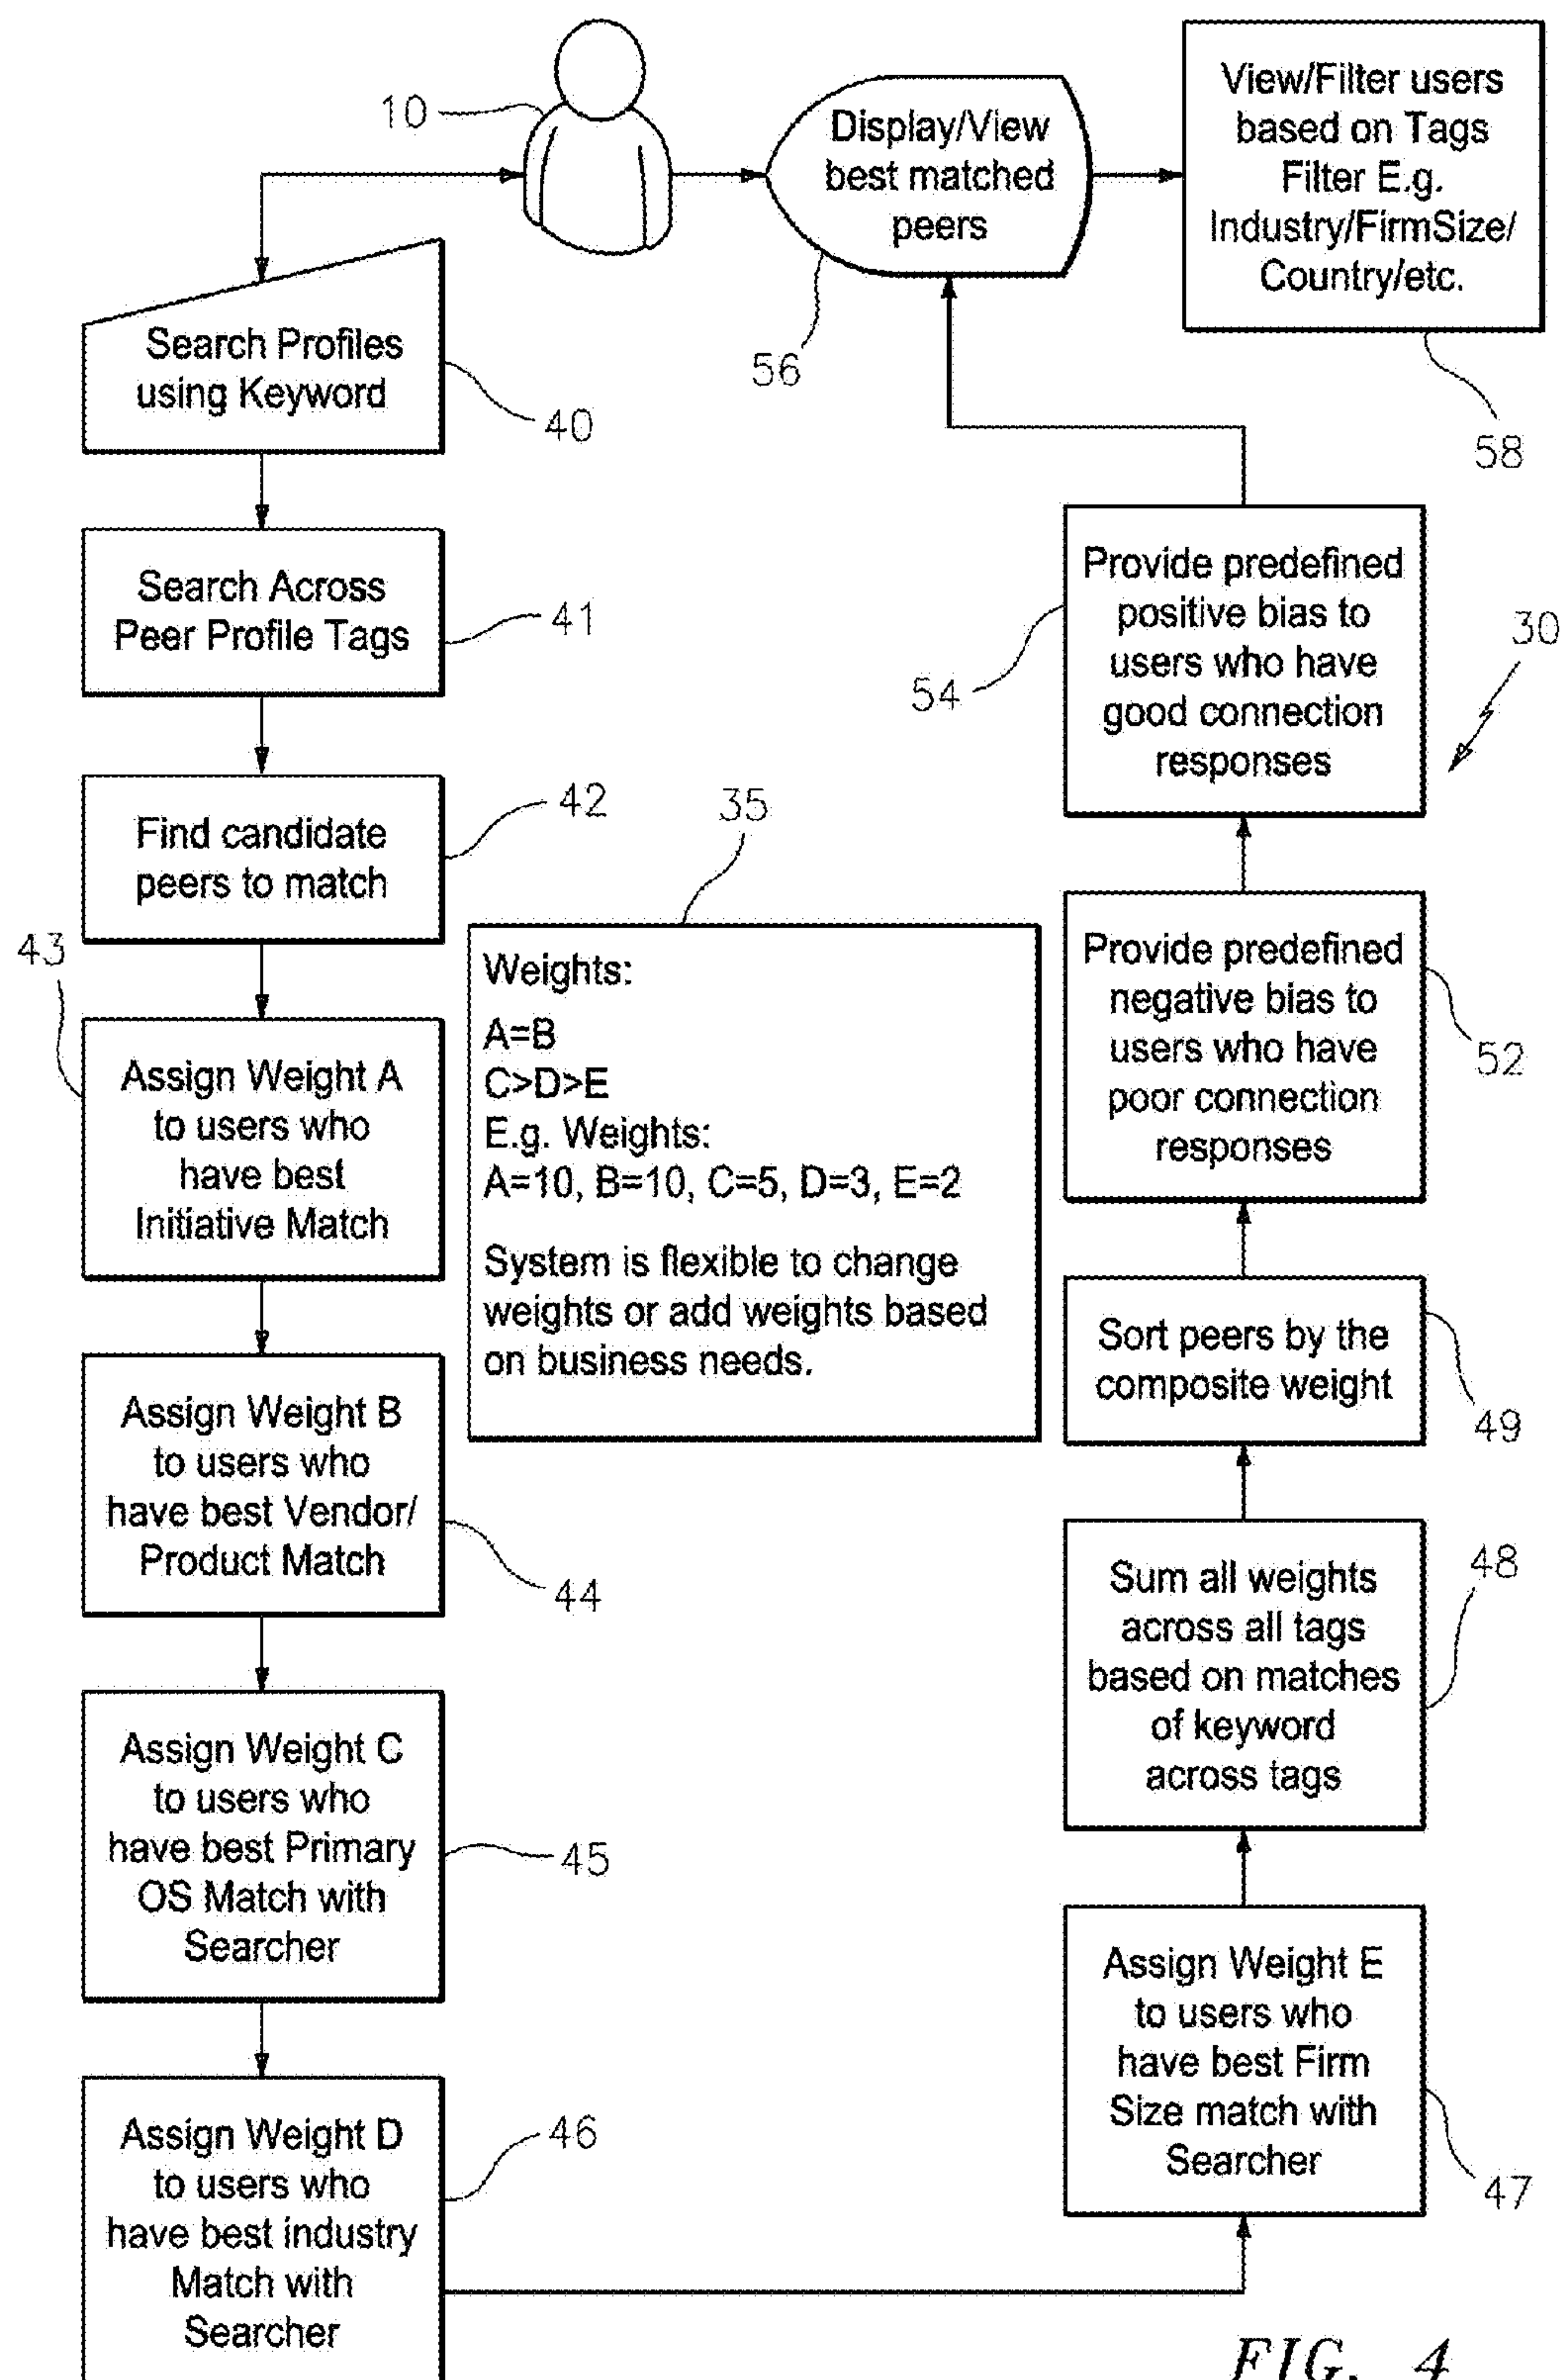 10
Search Profiles
using Keyword
40
Search Across
Peer Profile Tags
41
Find candidate
peers to match
42
43
Assign Weight A
to users who
have best
Initiative Match
Assign Weight B
to users who
have best Vendor/
Product Match
44
Assign Weight C
to users who
have best Primary
OS Match with
Searcher
45
Assign Weight D
to users who
have best industry
Match with
Searcher
46
35
Weights:
A=B
C>D>E
E.g. Weights:
A=10, B=10, C=5, D=3, E=2
System is flexible to change
weights or add weights based
on business needs.
Assign Weight E
to users who
have best Firm
Size match with
Searcher
47
Sum all weights
across all tags
based on matches
of keyword
across tags
48
Sort peers by the
composite weight
49
Provide predefined
negative bias to
users who have
poor connection
responses
52
Provide predefined
positive bias to
users who have
good connection
responses
54
30
Display/View
best matched
peers
56
View/Filter users
based on Tags
Filter E.g.
Industry/FirmSize/
Country/etc.
58
FIG. 4